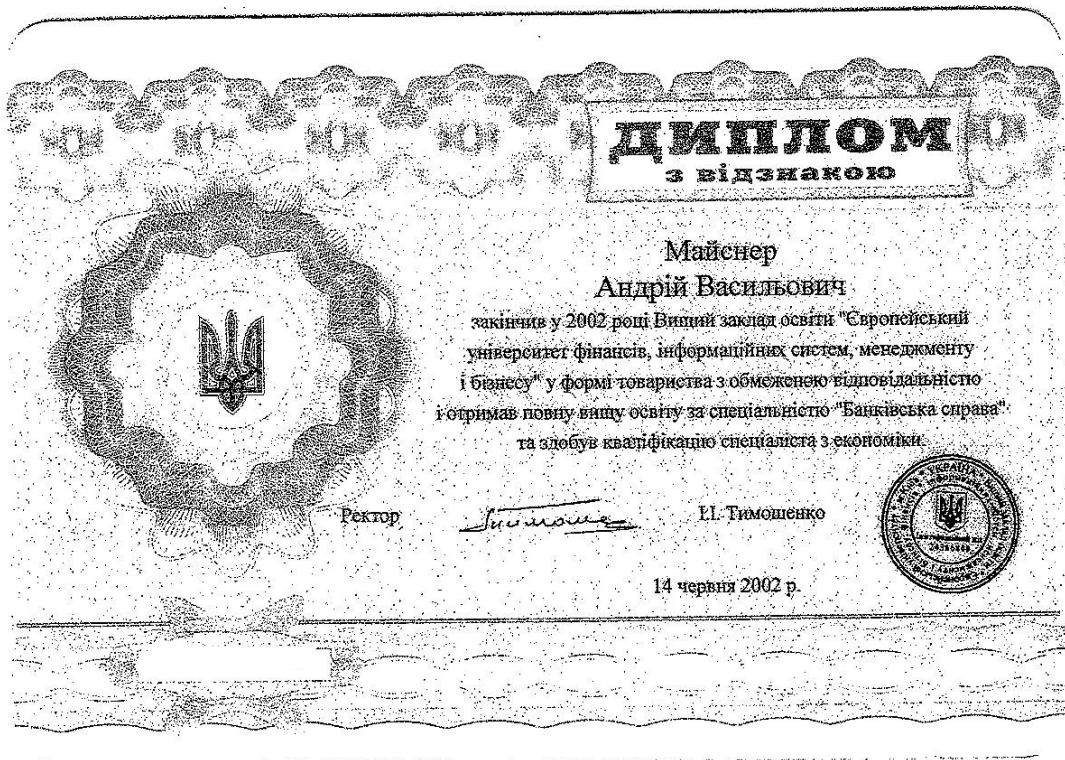 ДИПЛОМ
з відзнакою
Майснер
Андрій Васильович
закінчив у 2002 році Вищий заклад освіти "Європейський
університет фінансів, інформаційних систем, менеджменту
і бізнесу" у формі товариства з обмеженою відповідальністю
і отримав повну вищу освіту за спеціальністю "Банківська справа"
та здобув кваліфікацію спеціаліста з економіки.
Ректор
І.І. Тимошенко
14 червня 2002 р.
УКРАЇНА